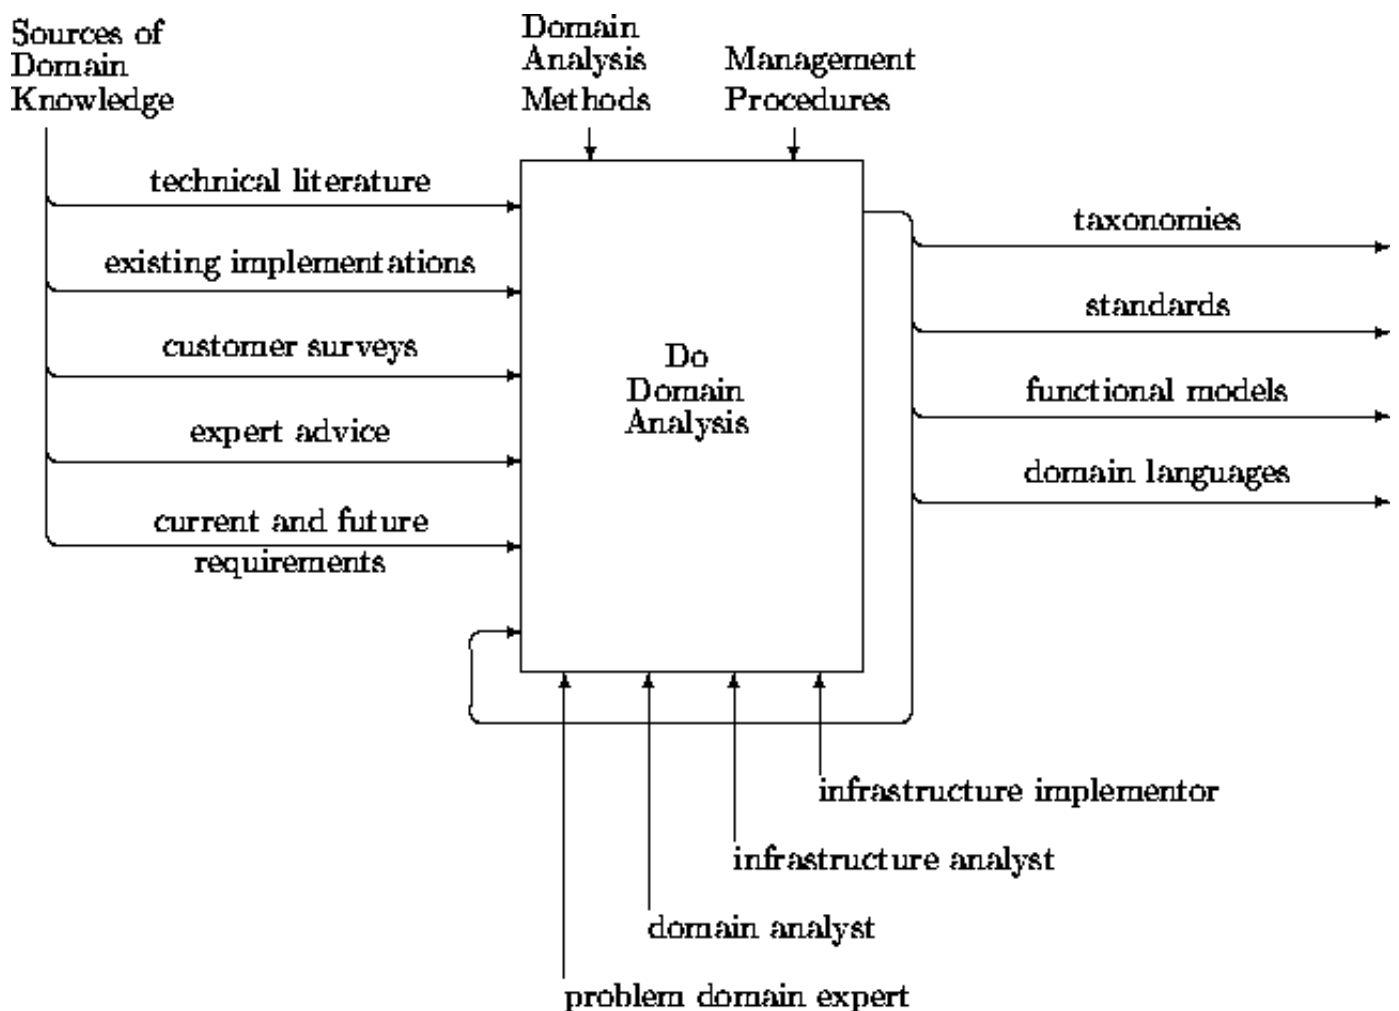 Sources of
Domain
Knowledge
Domain
Analysis
Methods
Management
Procedures
technical literature
existing implementations
customer surveys
expert advice
current and future
requirements
Do
Domain
Analysis
taxonomies
standards
functional models
domain languages
infrastructure implementor
infrastructure analyst
domain analyst
problem domain expert